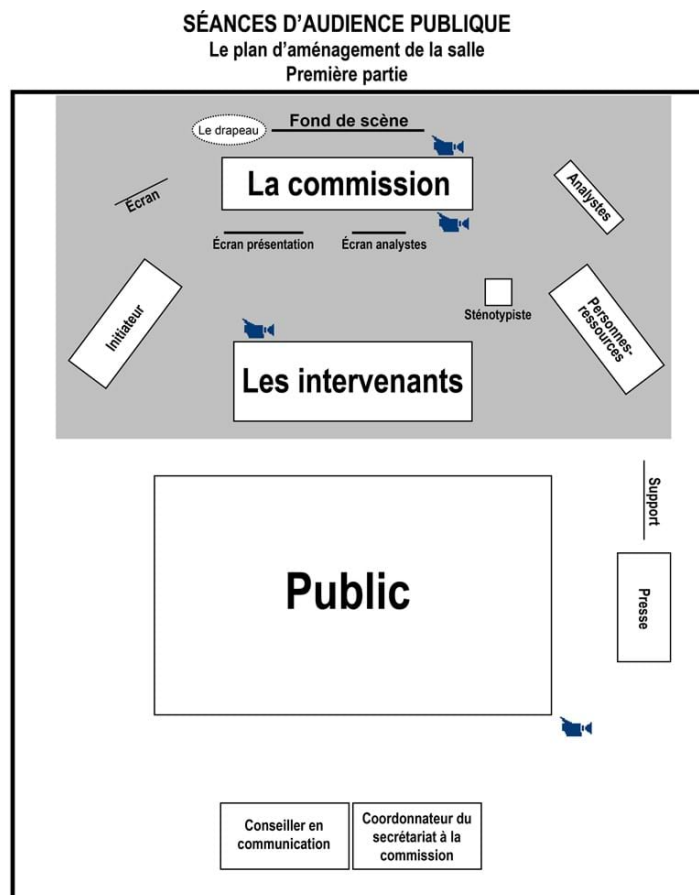 SÉANCES D'AUDIENCE PUBLIQUE
Le plan d'aménagement de la salle
Première partie
Le drapeau
Fond de scène
La commission
Écran
Analystes
Écran présentation
Écran analystes
Initiateur
Sténotypiste
Personnes-
ressources
Les intervenants
Support
Public
Presse
Conseiller en
communication
Coordonnateur du
secrétariat à la
commission